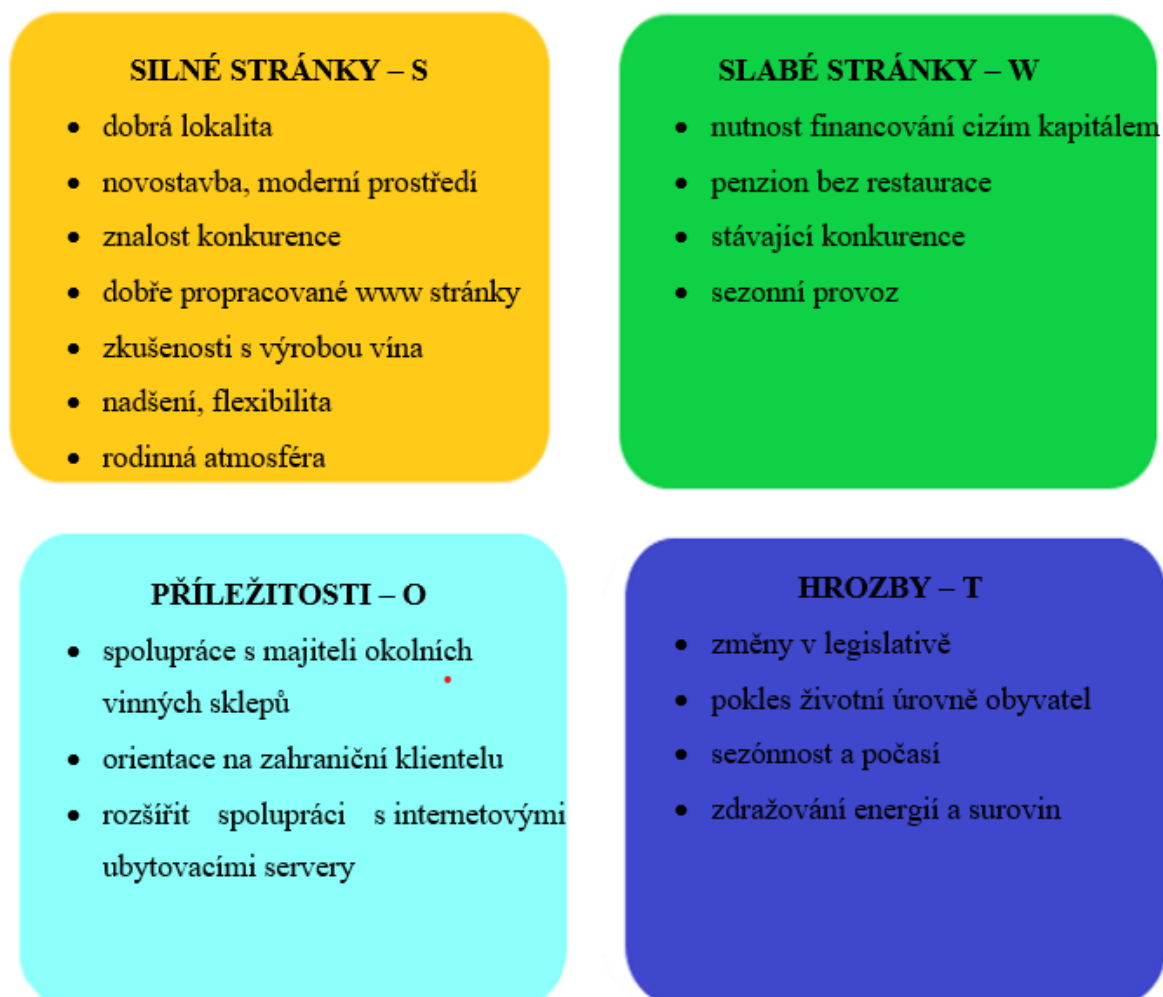 SILNÉ STRÁNKY – S
• dobrá lokalita
• novostavba, moderní prostředí
• znalost konkurence
• dobře propracované www stránky
• zkušenosti s výrobou vína
• nadšení, flexibilita
• rodinná atmosféra
SLABÉ STRÁNKY – W
• nutnost financování cizím kapitálem
• penzion bez restaurace
• stávající konkurence
• sezonní provoz
PŘÍLEŽITOSTI – O
• spolupráce s majiteli okolních
vinných sklepů
• orientace na zahraniční klientelu
• rozšířit spolupráci s internetovými
ubytovacími servery
HROZBY – T
• změny v legislativě
• pokles životní úrovně obyvatel
• sezónnost a počasí
• zdražování energií a surovin